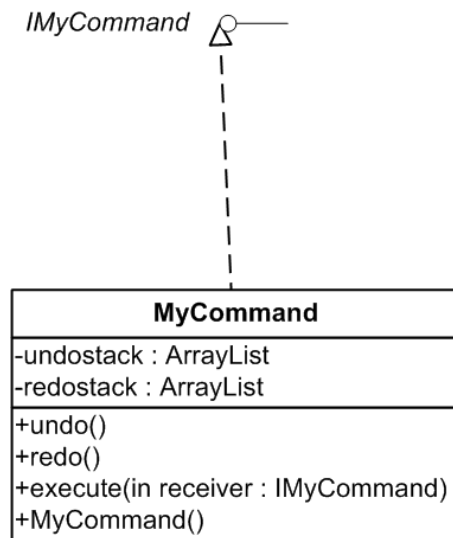 IMyCommand
MyCommand
-undostack : ArrayList
-redostack : ArrayList
+undo()
+redo()
+execute(in receiver : IMyCommand)
+MyCommand()